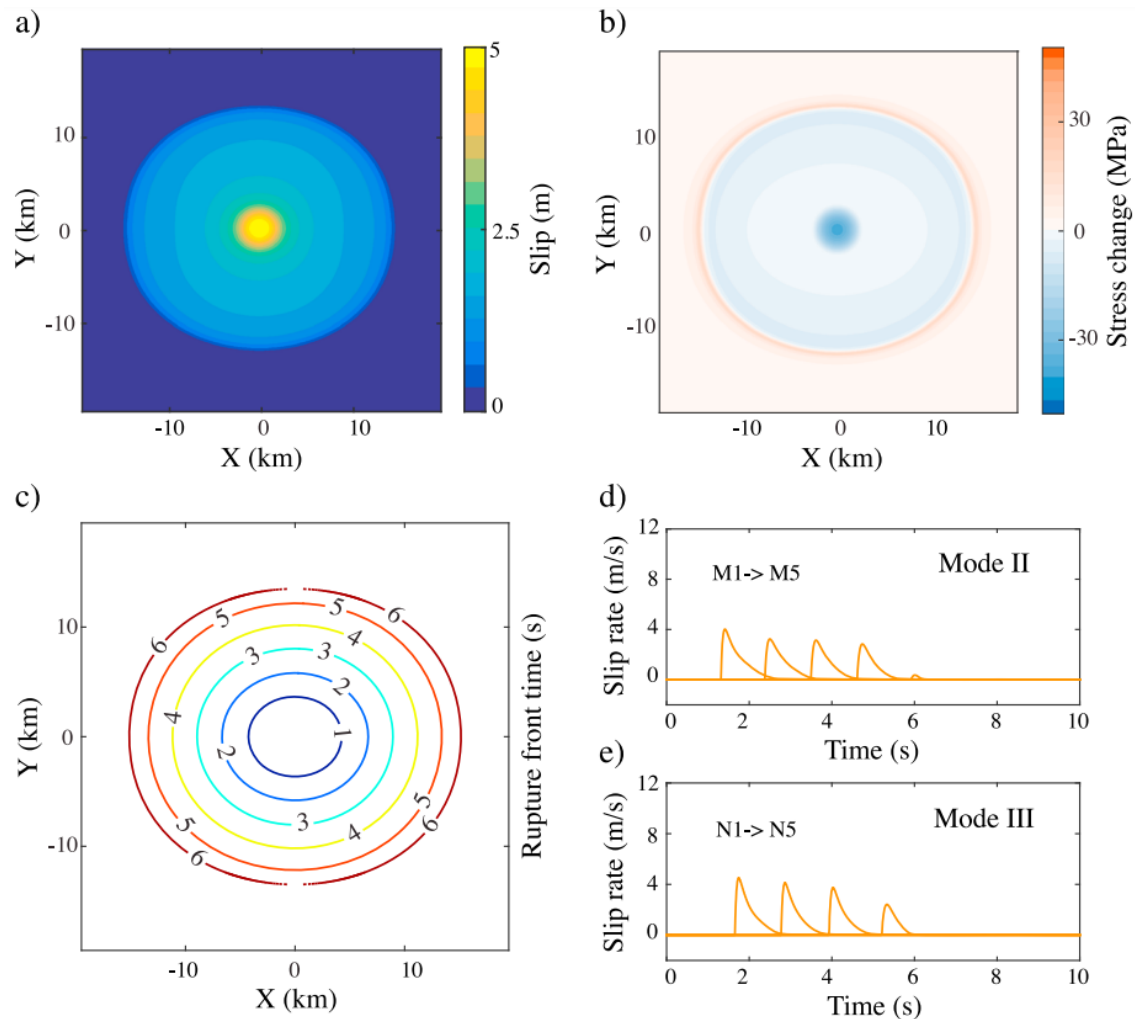 a)
10
0
-10
Y (km)
-10
0
10
X (km)
5
2.5
0
Slip (m)
b)
10
0
-10
Y (km)
-10
0
10
X (km)
30
0
-30
Stress change (MPa)
c)
10
0
-10
Y (km)
-10
0
10
X (km)
6
5
4
3
3
2
1
2
3
4
4
5
5
6
6
5
4
6
5
6
Rupture front time (s)
d)
12
8
4
0
Slip rate (m/s)
M1-> M5
Mode II
0
2
4
6
8
10
Time (s)
e)
12
8
4
0
Slip rate (m/s)
N1-> N5
Mode III
0
2
4
6
8
10
Time (s)